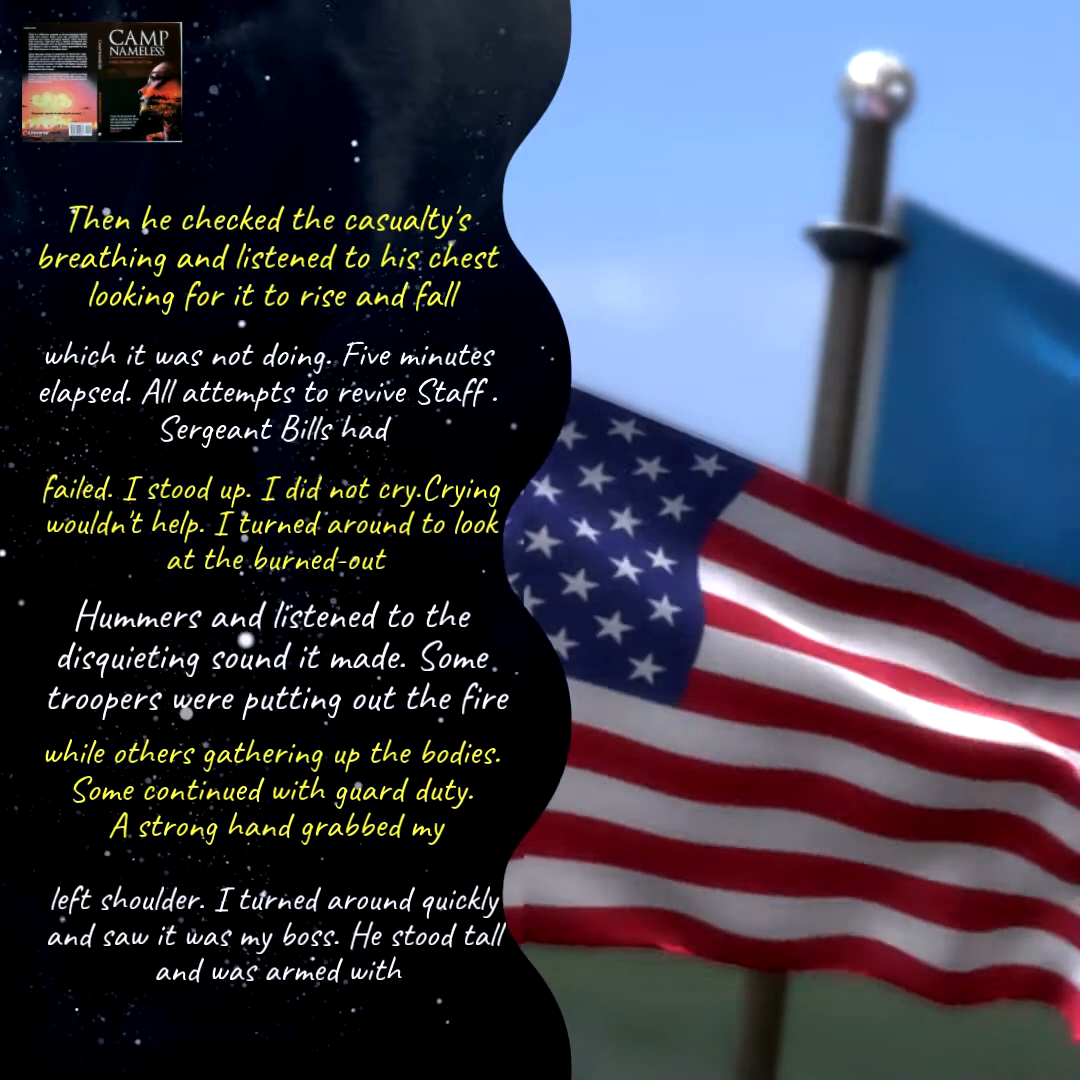 CAMP
NAMELESS
Then he checked the casualty's
breathing and listened to his chest
looking for it to rise and fall
which it was not doing. Five minutes
elapsed. All attempts to revive Staff .
Sergeant Bills had
failed. I stood up. I did not cry.Crying
wouldn't help. I turned around to look
at the burned-out
Hummers and listened to the
disquieting sound it made. Some
troopers were putting out the fire
while others gathering up the bodies.
Some continued with guard duty.
A strong hand grabbed my
left shoulder. I turned around quickly
and saw it was my boss. He stood tall
and was armed with